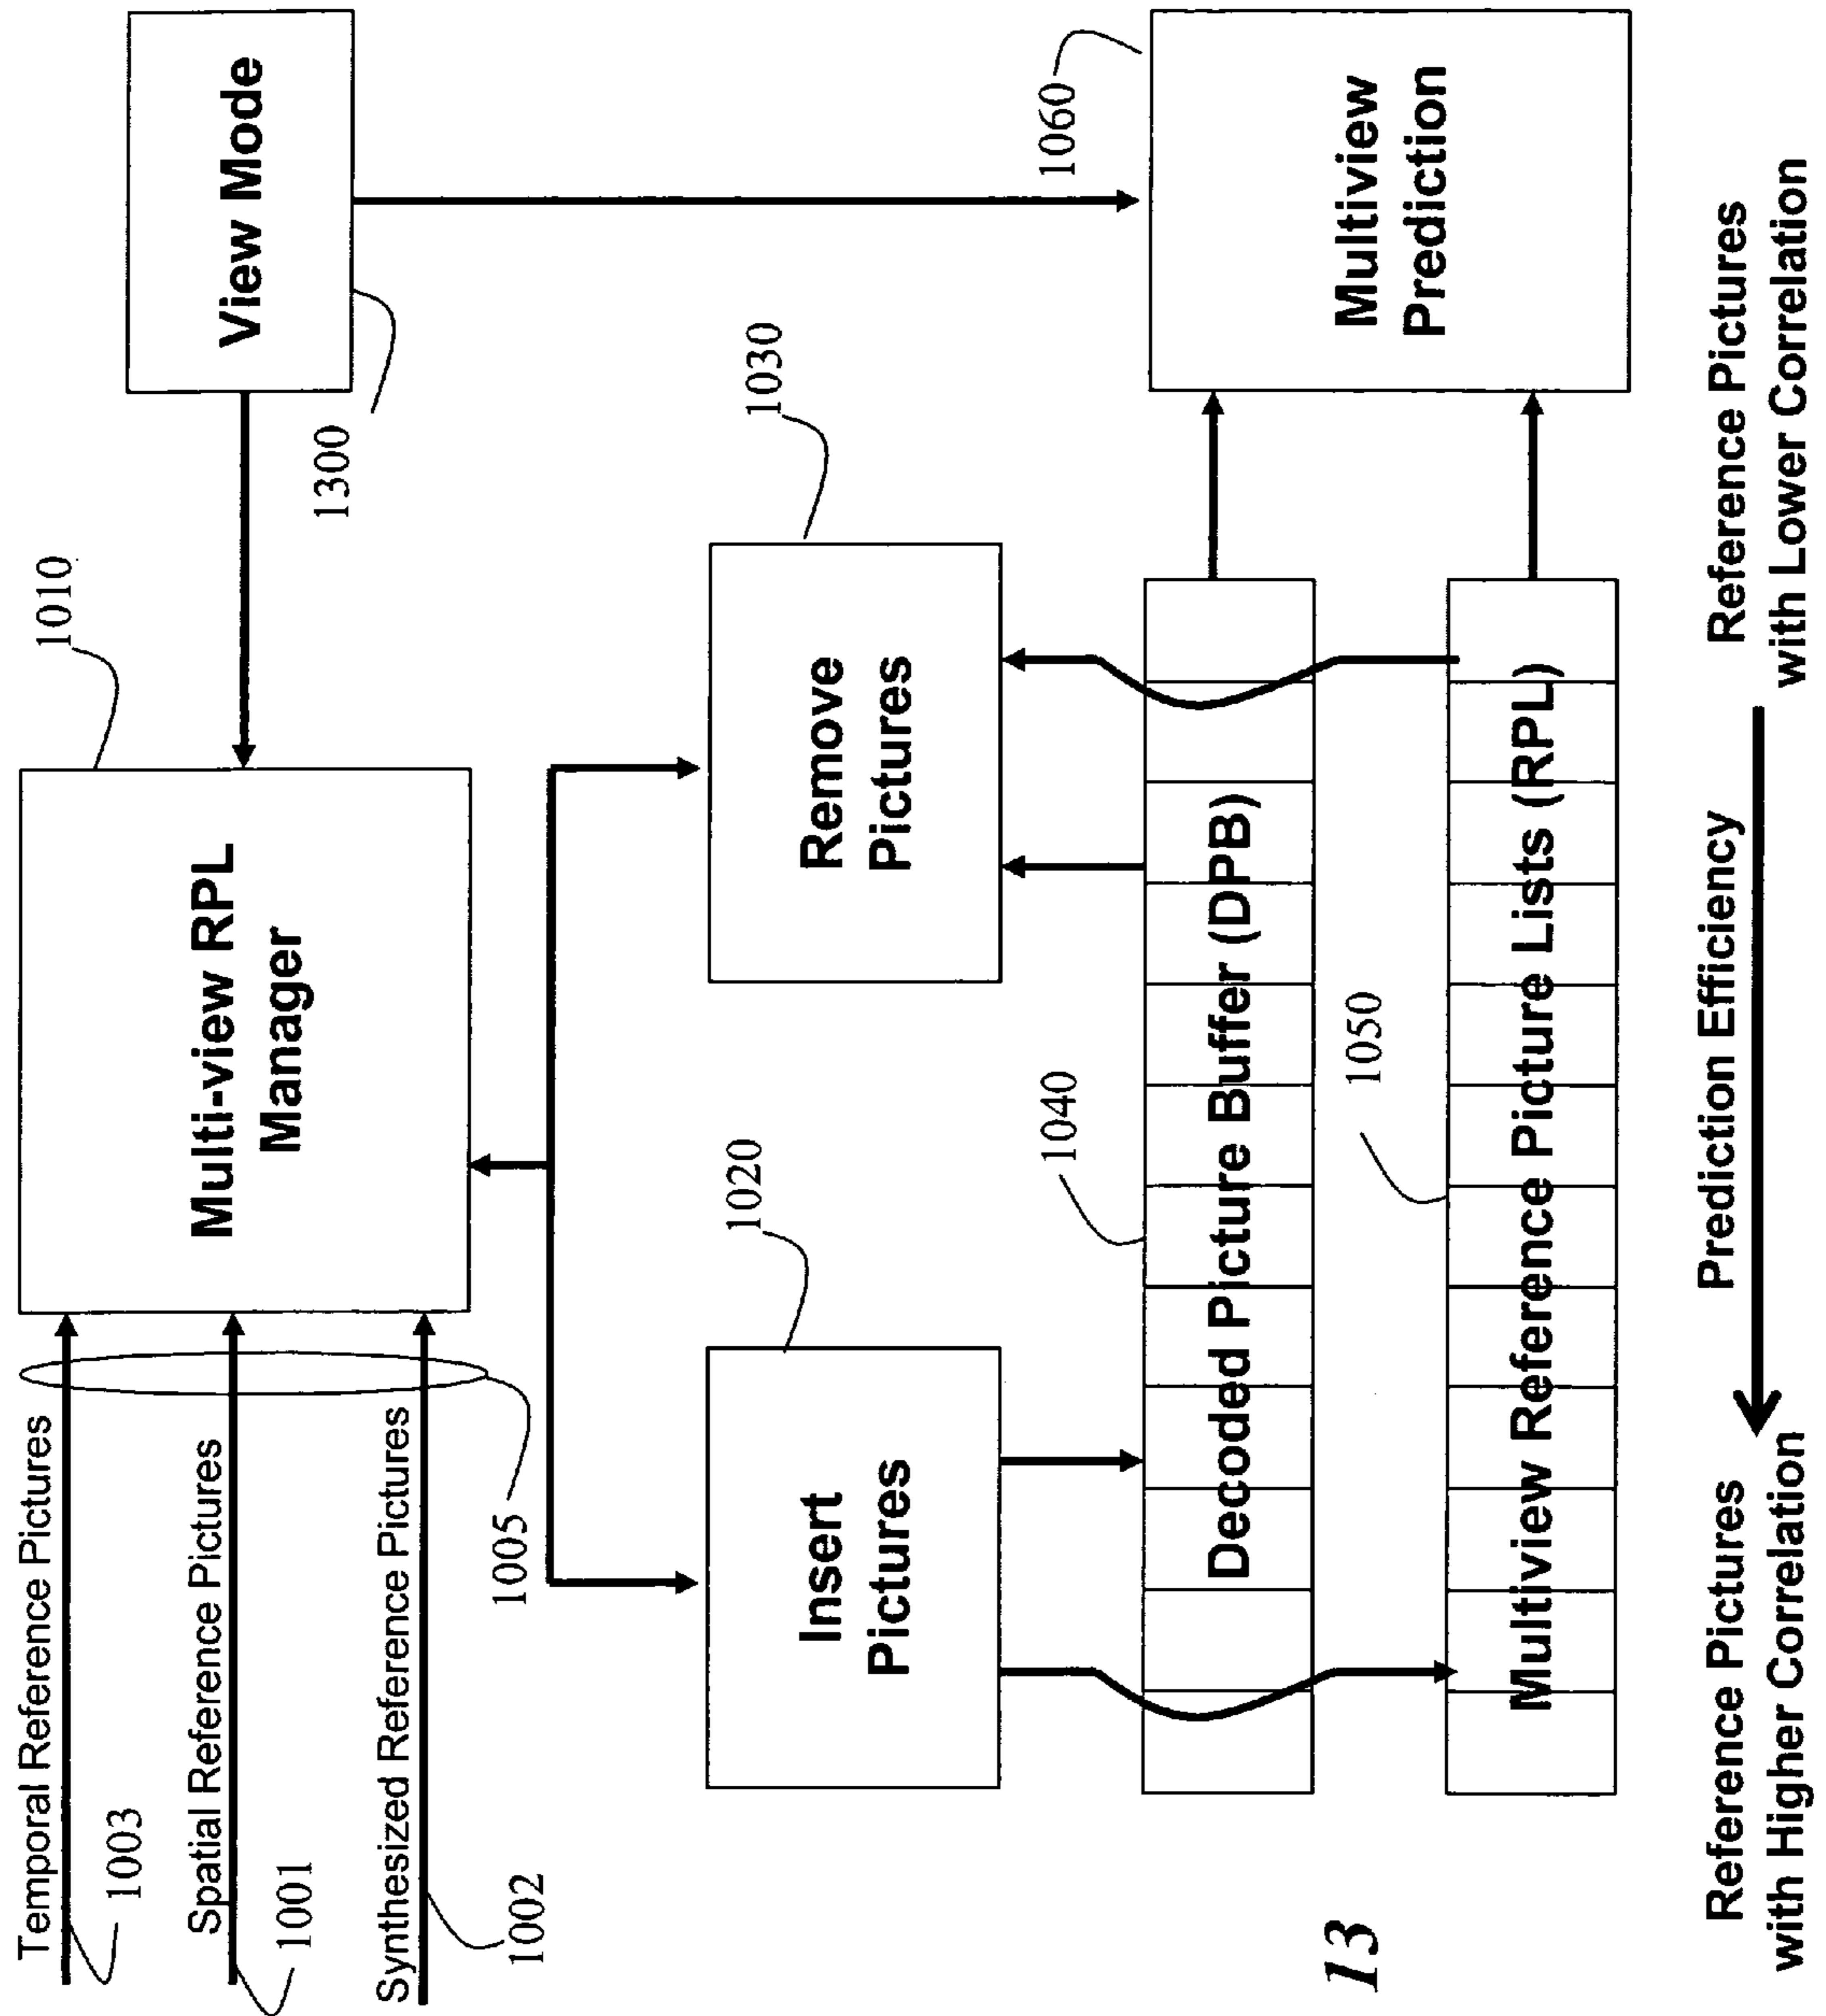 Temporal Reference Pictures
1003
Spatial Reference Pictures
1001
Synthesized Reference Pictures
1002
1005
Multi-view RPL
Manager
1010
View Mode
1300
Insert
Pictures
1020
Remove
Pictures
1030
Decoded Picture Buffer (DPB)
1040
Multiview Reference Picture Lists (RPL)
1050
Multiview
Prediction
1060
13
Reference Pictures
with Higher Correlation
Prediction Efficiency
Reference Pictures
with Lower Correlation